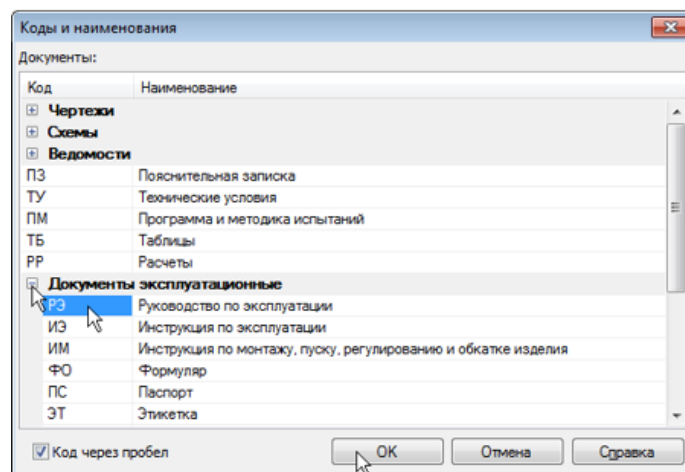 Коды и наименования
Документы:
Код Наименование
Чертежи
Схемы
Ведомости
ПЗ Пояснительная записка
ТУ Технические условия
ПМ Программа и методика испытаний
ТБ Таблицы
РР Расчеты
Документы эксплуатационные
РЭ Руководство по эксплуатации
ИЭ Инструкция по эксплуатации
ИМ Инструкция по монтажу, пуску, регулированию и обкатке изделия
ФО Формуляр
ПС Паспорт
ЭТ Этикетка
Код через пробел OK Отмена Справка